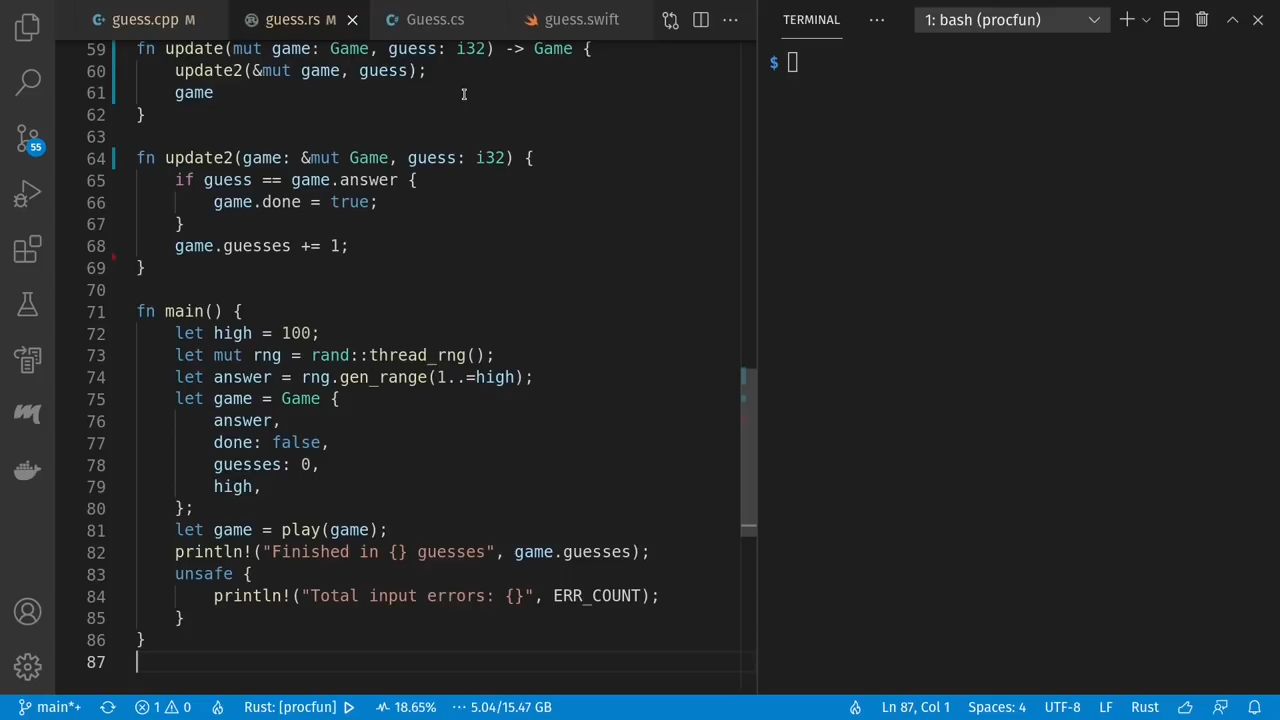 guess.cpp M guess.rs M Guess.cs guess.swift
TERMINAL 1: bash (procfun)
59 fn update(mut game: Game, guess: i32) -> Game {
$
60 update2(&mut game, guess);
61 game
62 }
63
64 fn update2(game: &mut Game, guess: i32) {
65 if guess == game.answer {
66 game.done = true;
67 }
68 game.guesses += 1;
69 }
70
71 fn main() {
72 let high = 100;
73 let mut rng = rand::thread_rng();
74 let answer = rng.gen_range(1..=high);
75 let game = Game {
76 answer,
77 done: false,
78 guesses: 0,
79 high,
80 };
81 let game = play(game);
82 println!("Finished in {} guesses", game.guesses);
83 unsafe {
84 println!("Total input errors: {}", ERR_COUNT);
85 }
86 }
87
55
main*+ 1 0 Rust: [procfun] 18.65% 5.04/15.47 GB Ln 87, Col 1 Spaces: 4 UTF-8 LF Rust